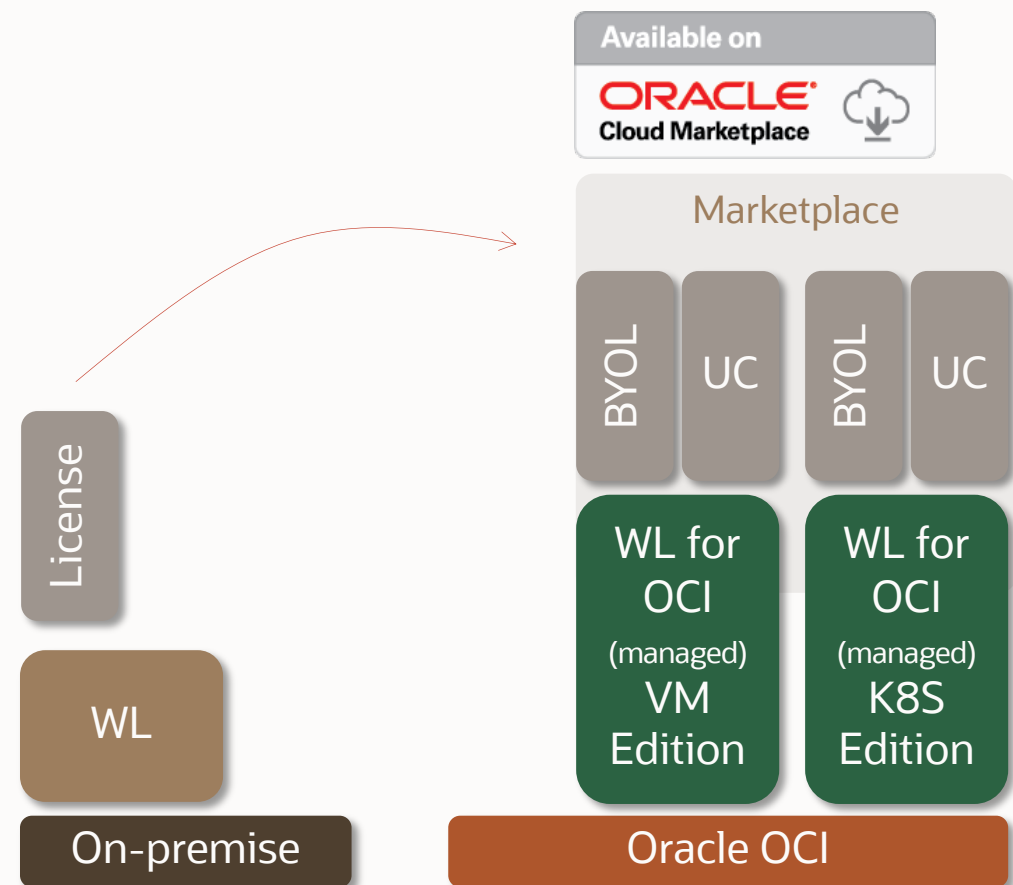 Available on
ORACLE
Cloud Marketplace
Marketplace
BYOL
UC
BYOL
UC
License
WL for
OCI
(managed)
VM
Edition
WL for
OCI
(managed)
K8S
Edition
WL
On-premise
Oracle OCI